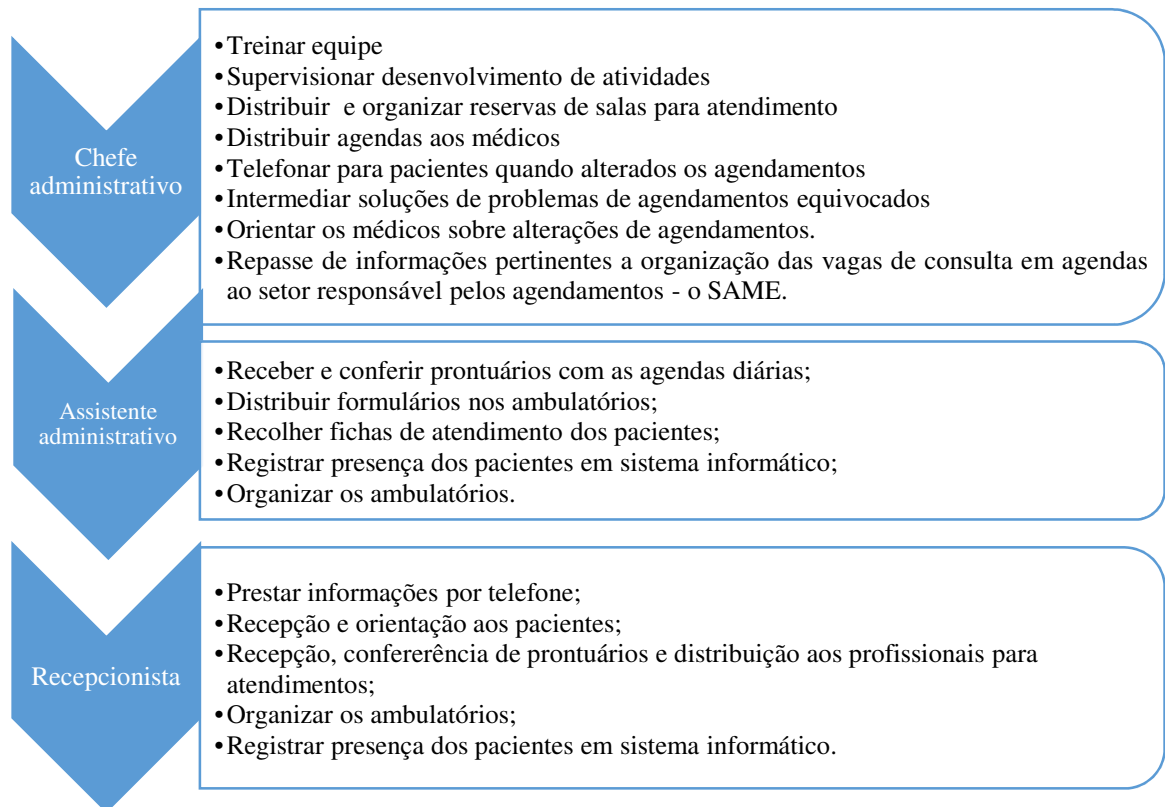 Chefe
administrativo
•Treinar equipe
•Supervisionar desenvolvimento de atividades
•Distribuir e organizar reservas de salas para atendimento
•Distribuir agendas aos médicos
•Telefonar para pacientes quando alterados os agendamentos
•Intermediar soluções de problemas de agendamentos equivocados
•Orientar os médicos sobre alterações de agendamentos.
•Repasse de informações pertinentes a organização das vagas de consulta em agendas
ao setor responsável pelos agendamentos - o SAME.
Assistente
administrativo
•Receber e conferir prontuários com as agendas diárias;
•Distribuir formulários nos ambulatórios;
•Recolher fichas de atendimento dos pacientes;
•Registrar presença dos pacientes em sistema informático;
•Organizar os ambulatórios.
Recepcionista
•Prestar informações por telefone;
•Recepção e orientação aos pacientes;
•Recepção, confererência de prontuários e distribuição aos profissionais para
atendimentos;
•Organizar os ambulatórios;
•Registrar presença dos pacientes em sistema informático.